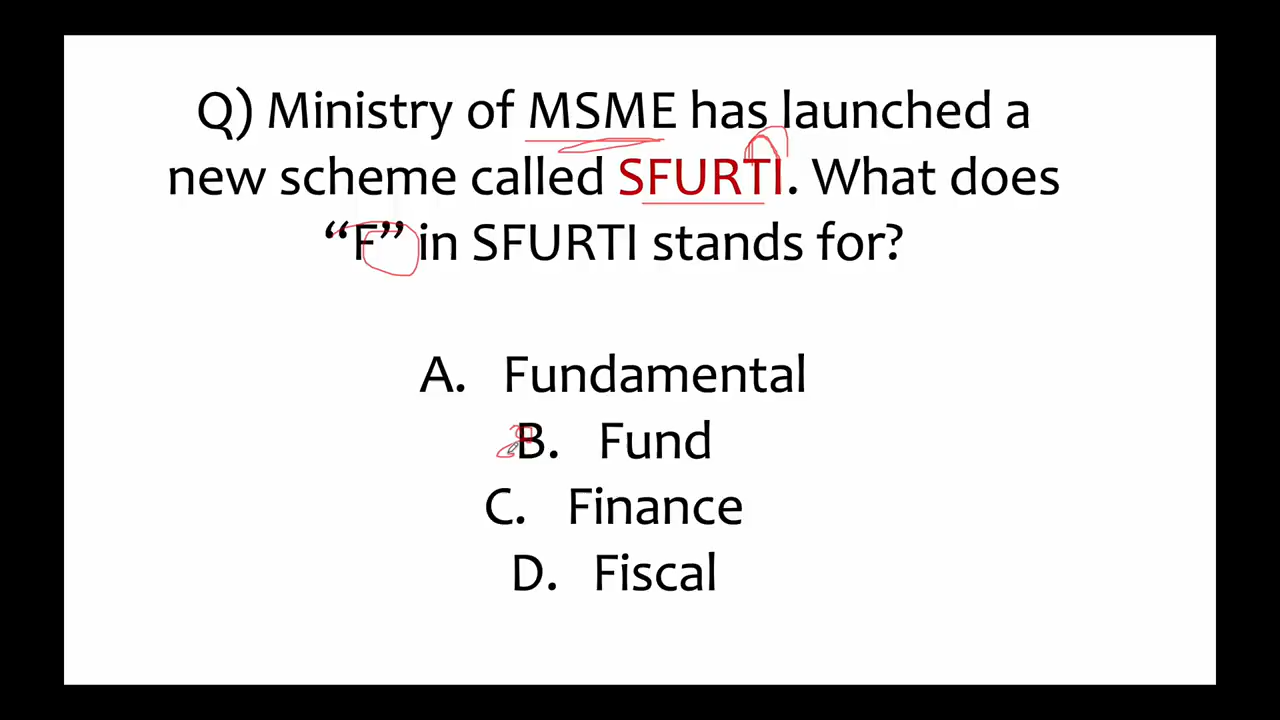 Q) Ministry of MSME has launched a
new scheme called SFURTI. What does
“F” in SFURTI stands for?
A. Fundamental
B. Fund
C. Finance
D. Fiscal